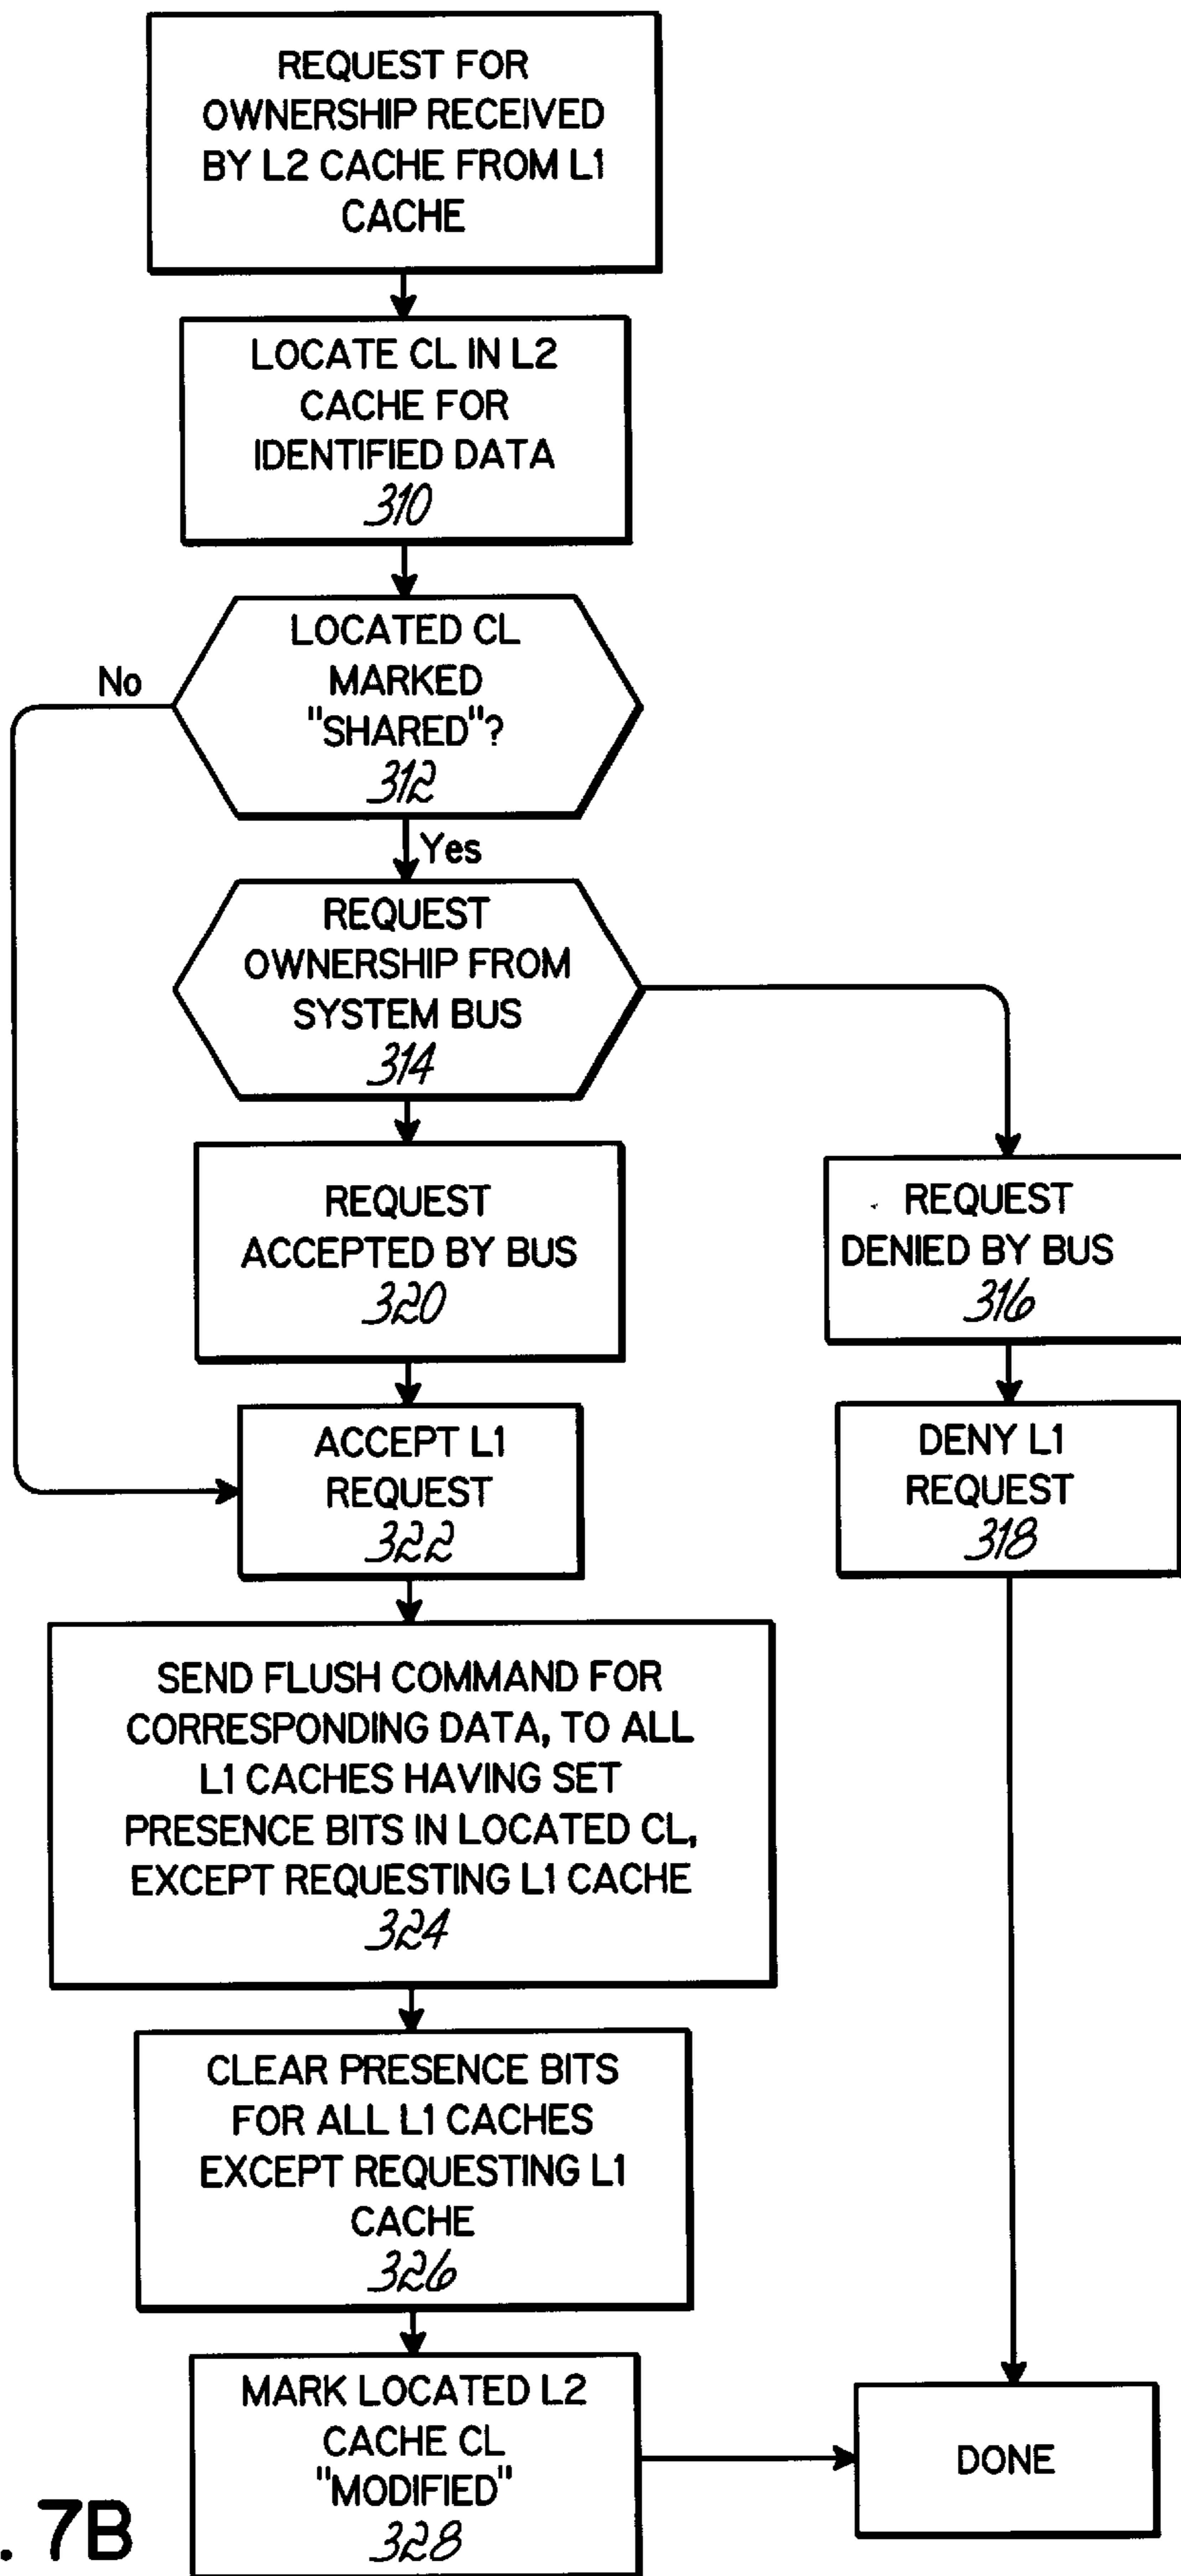 REQUEST FOR
OWNERSHIP RECEIVED
BY L2 CACHE FROM L1
CACHE
LOCATE CL IN L2
CACHE FOR
IDENTIFIED DATA
310
LOCATED CL
MARKED
"SHARED"?
312
No
Yes
REQUEST
OWNERSHIP FROM
SYSTEM BUS
314
REQUEST
ACCEPTED BY BUS
320
REQUEST
DENIED BY BUS
316
ACCEPT L1
REQUEST
322
DENY L1
REQUEST
318
SEND FLUSH COMMAND FOR
CORRESPONDING DATA, TO ALL
L1 CACHES HAVING SET
PRESENCE BITS IN LOCATED CL,
EXCEPT REQUESTING L1 CACHE
324
CLEAR PRESENCE BITS
FOR ALL L1 CACHES
EXCEPT REQUESTING L1
CACHE
326
MARK LOCATED L2
CACHE CL
"MODIFIED"
328
DONE
. 7B